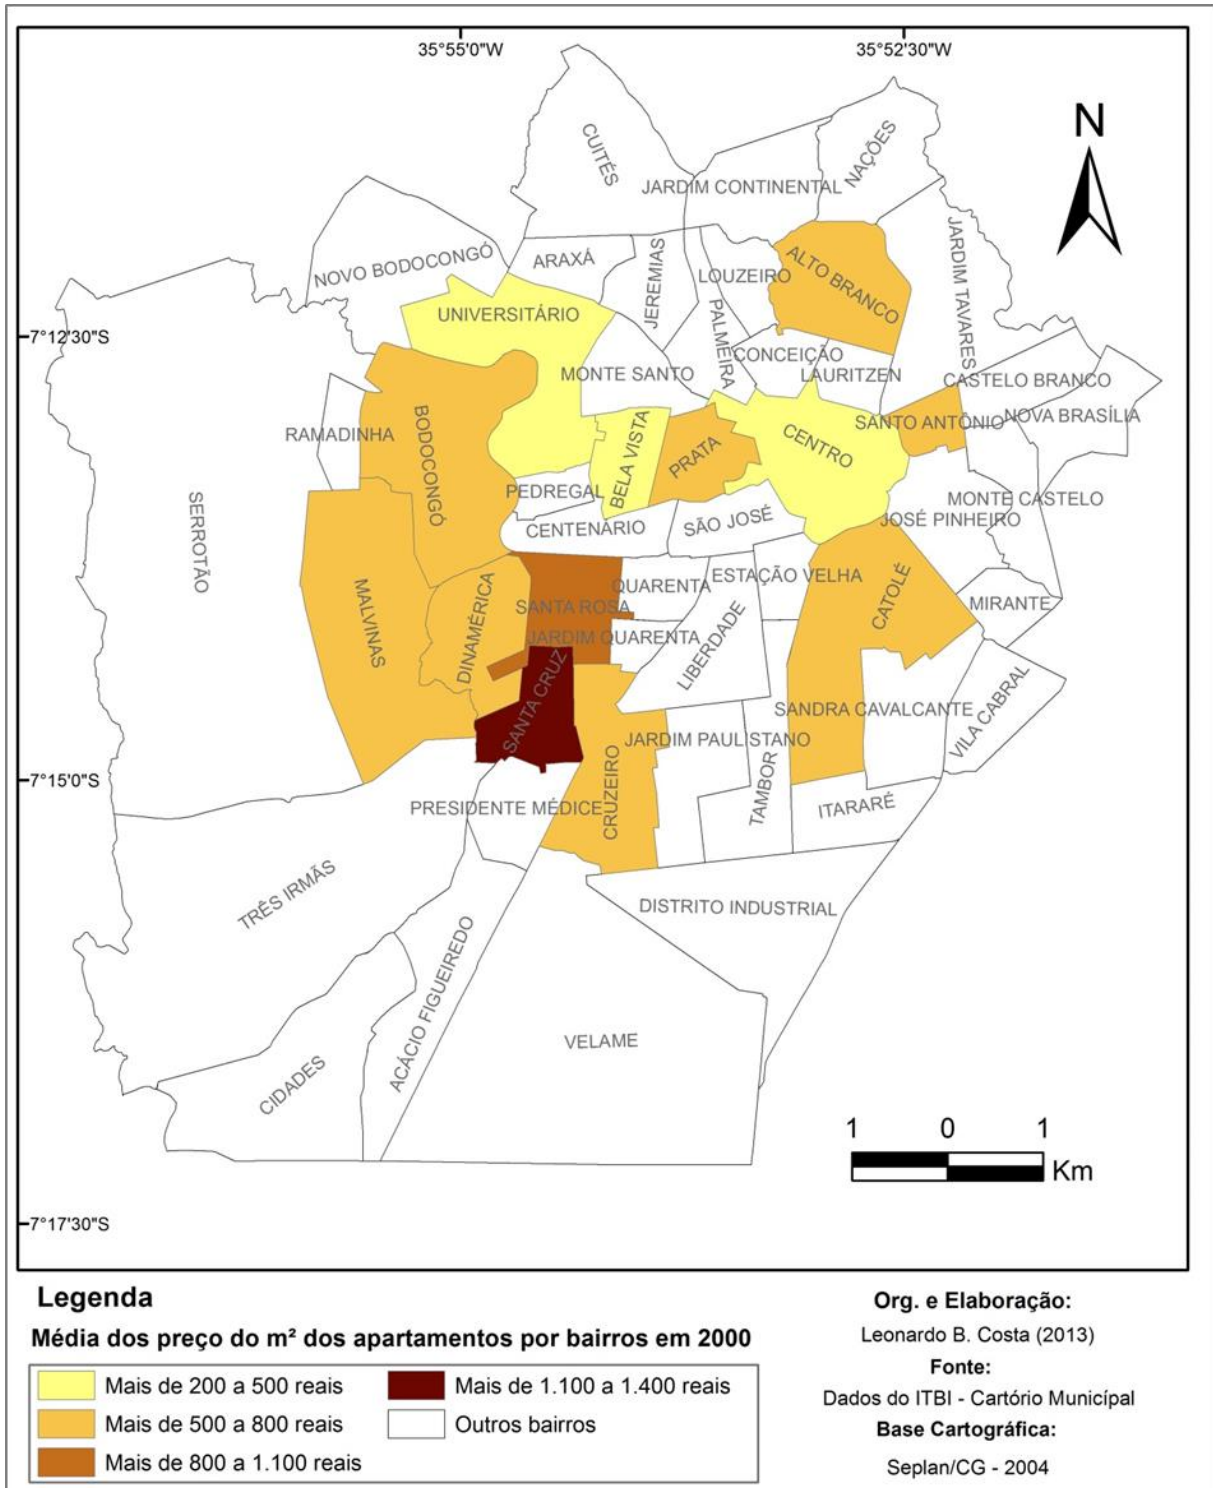 35°55'0"W
35°52'30"W
N
CUITÉS
NAÇÕES
JARDIM CONTINENTAL
NOVO BODOCONGÓ
ARAXÁ
JEREMIAS
LOUZEIRO
ALTO BRANCO
JARDIM TAVARES
UNIVERSITÁRIO
7°12'30"S
PALMEIRA
CONCEIÇÃO
MONTE SANTO
LAURITZEN
CASTELO BRANCO
BODOCONGÓ
RAMADINHA
BELA VISTA
PRATA
CENTRO
SANTO ANTÔNIO
NOVA BRASÍLIA
SERROTÃO
PEDREGAL
MONTE CASTELO
CENTENÁRIO
SÃO JOSÉ
JOSÉ PINHEIRO
MALVINAS
DINAMÉRICA
SANTA ROSA
QUARENTA
ESTAÇÃO VELHA
CATOLÉ
MIRANTE
JARDIM QUARENTA
LIBERDADE
SANTA CRUZ
SANDRA CAVALCANTE
VILA CABRAL
JARDIM PAULISTANO
7°15'0"S
CRUZEIRO
TAMBOR
PRESIDENTE MÉDICE
ITARARÉ
TRÊS IRMÃS
DISTRITO INDUSTRIAL
ACÁCIO FIGUEIREDO
VELAME
CIDADES
1 0 1
Km
7°17'30"S
Legenda
Média dos preço do m² dos apartamentos por bairros em 2000
Mais de 200 a 500 reais
Mais de 500 a 800 reais
Mais de 800 a 1.100 reais
Mais de 1.100 a 1.400 reais
Outros bairros
Org. e Elaboração:
Leonardo B. Costa (2013)
Fonte:
Dados do ITBI - Cartório Municípal
Base Cartográfica:
Seplan/CG - 2004